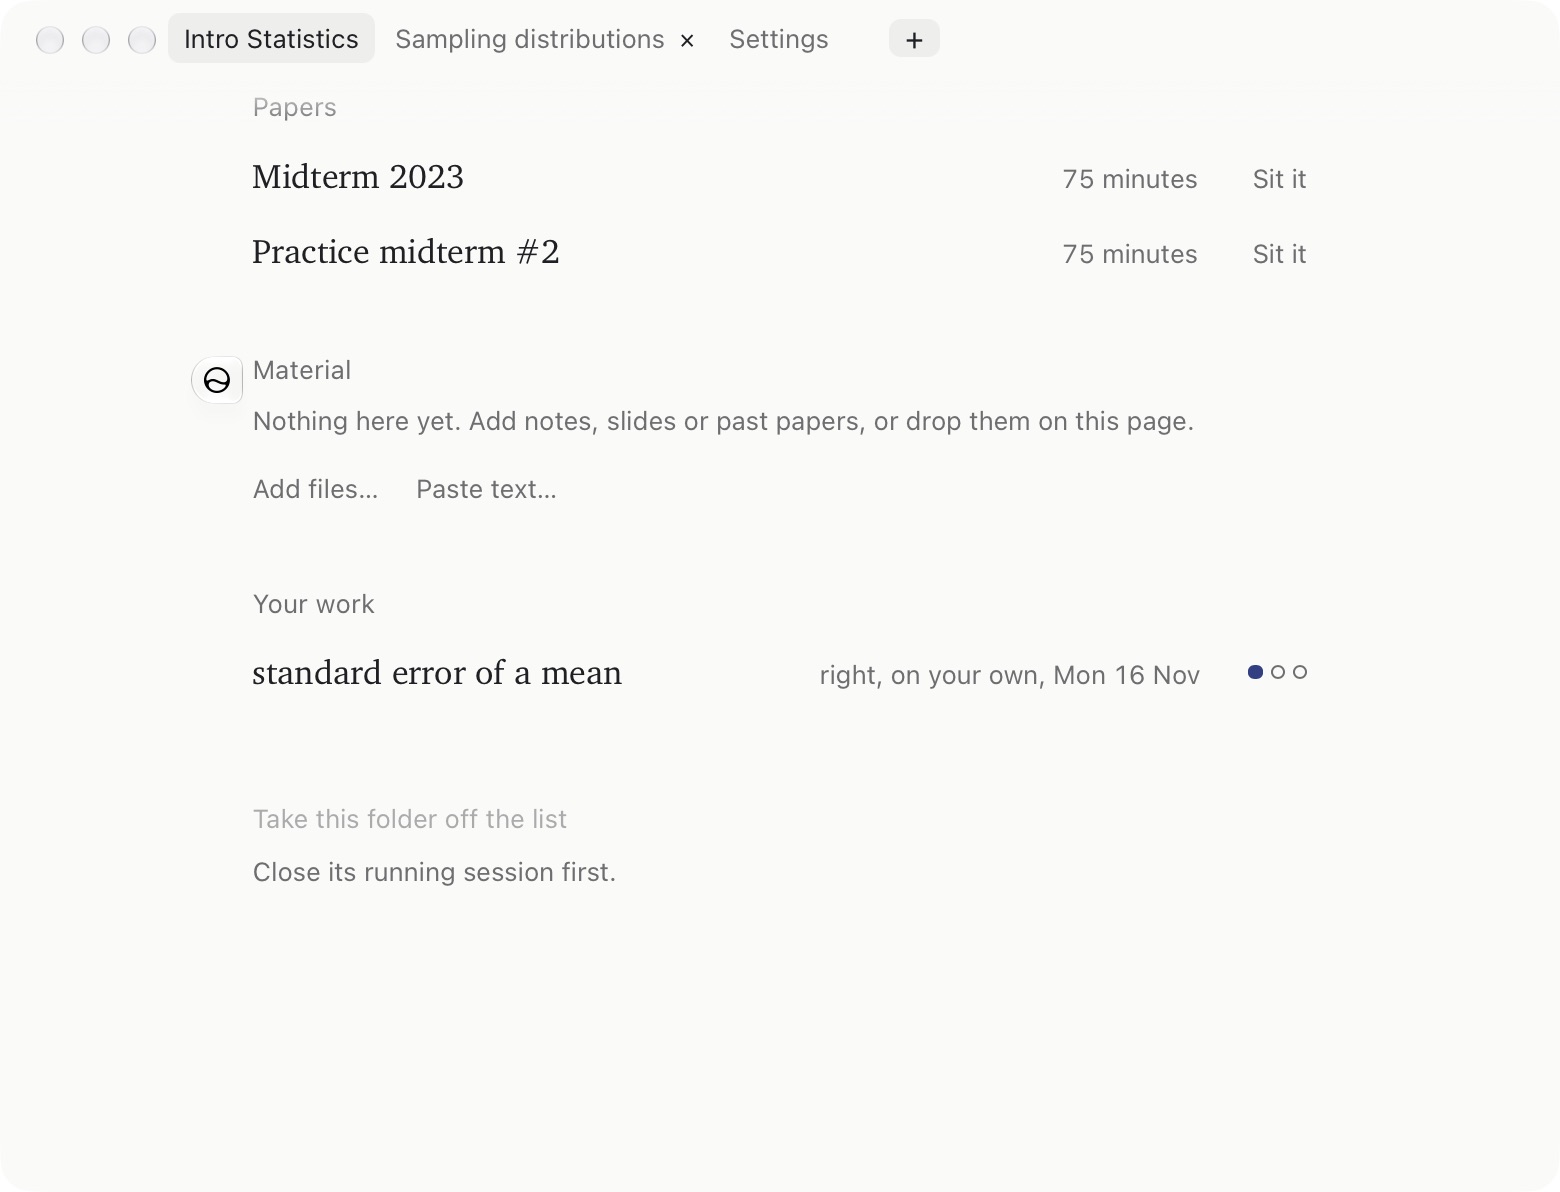 Intro Statistics Sampling distributions × Settings +
Papers
Midterm 2023 75 minutes Sit it
Practice midterm #2 75 minutes Sit it
Material
Nothing here yet. Add notes, slides or past papers, or drop them on this page.
Add files... Paste text...
Your work
standard error of a mean right, on your own, Mon 16 Nov
Take this folder off the list
Close its running session first.